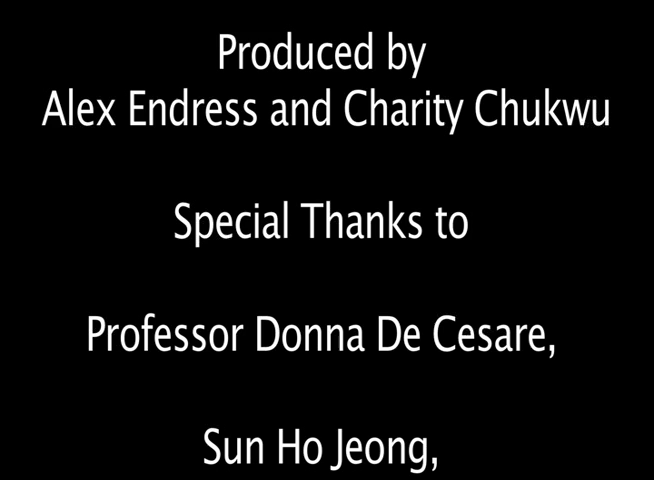 Produced by
Alex Endress and Charity Chukwu
Special Thanks to
Professor Donna De Cesare,
Sun Ho Jeong,